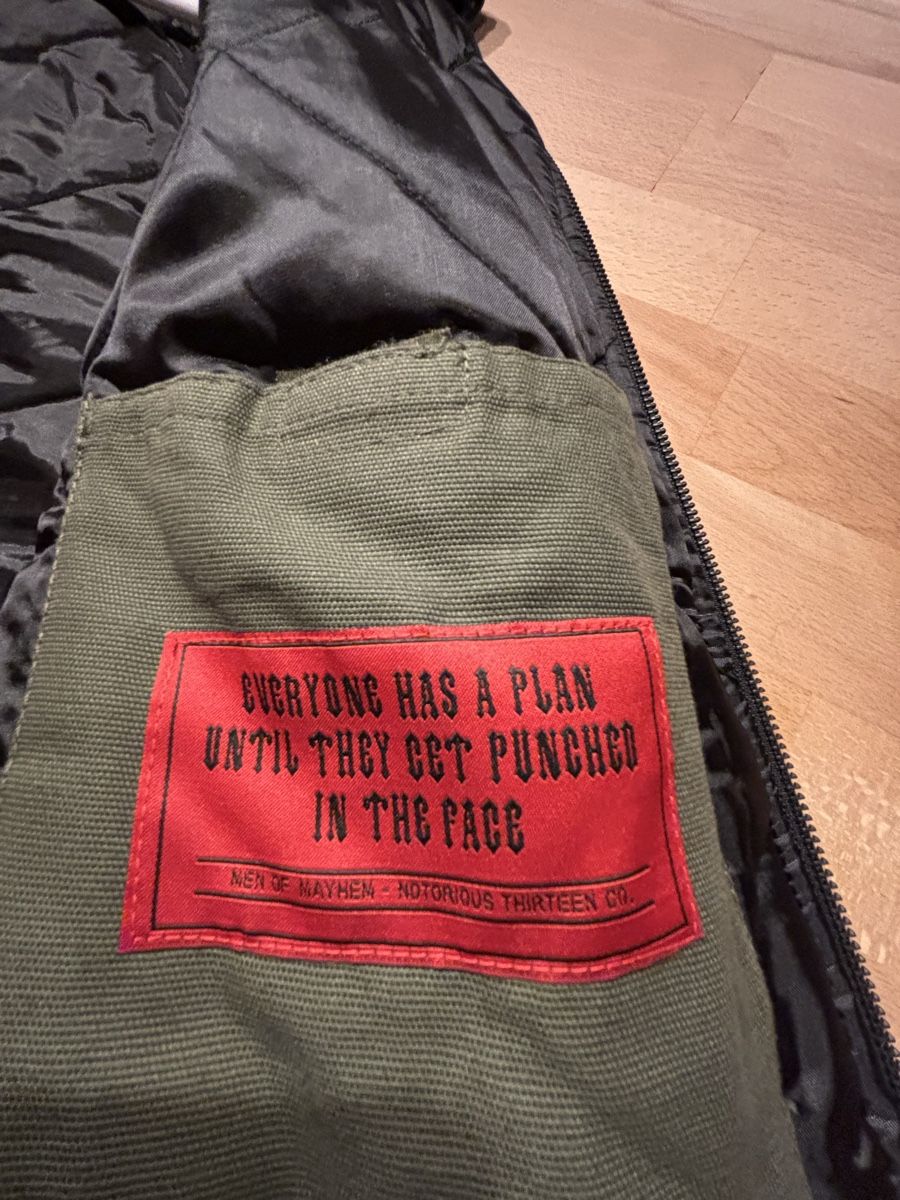 EVERYONE HAS A PLAN
UNTIL THEY GET PUNCHED
IN THE FACE
MEN OF MAYHEM - NOTORIOUS THIRTEEN CO.